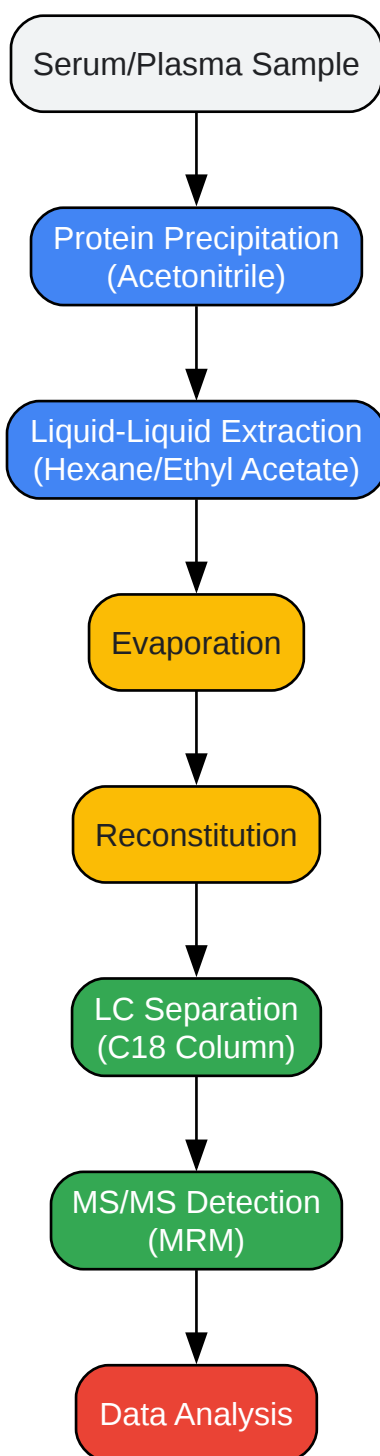 Serum/Plasma Sample
Protein Precipitation
(Acetonitrile)
Liquid-Liquid Extraction
(Hexane/Ethyl Acetate)
Evaporation
Reconstitution
LC Separation
(C18 Column)
MS/MS Detection
(MRM)
Data Analysis